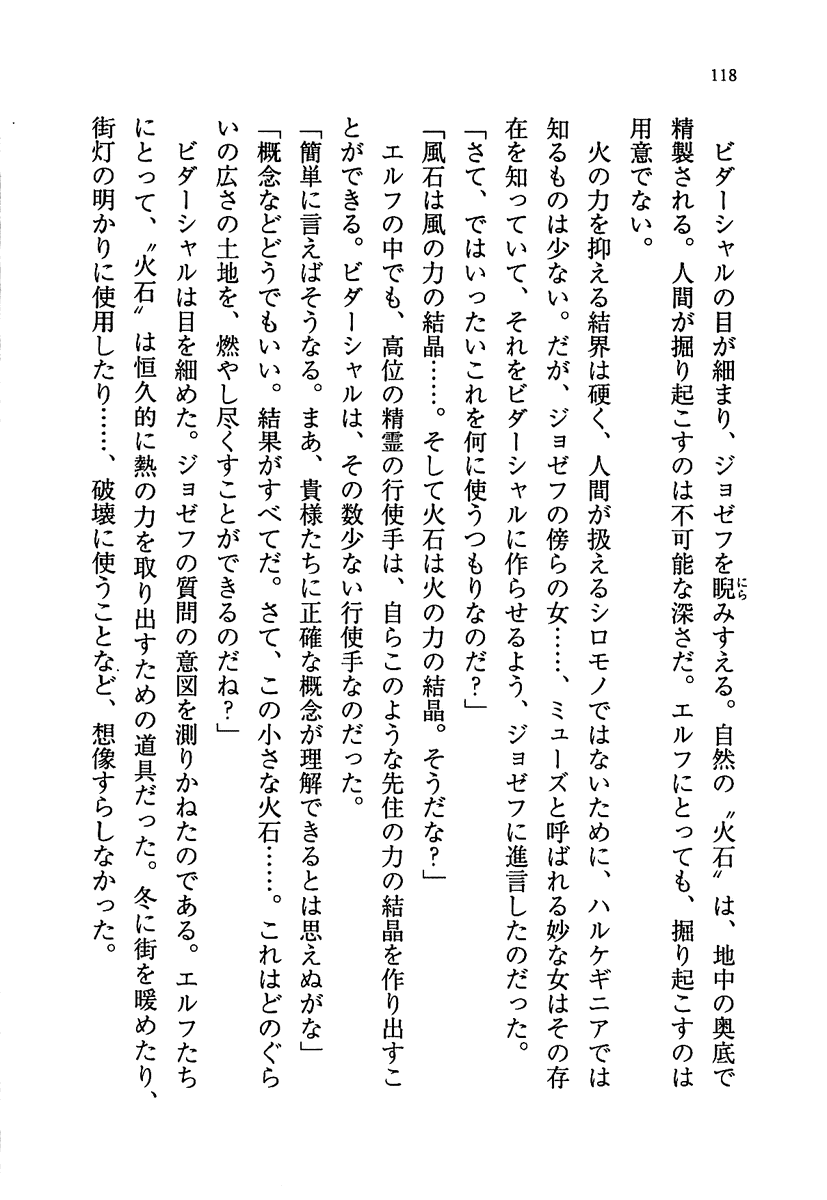 118
ビダーシャルの目が細まり、ジョゼフを睨みすえる。自然の〝火石〟は、地中の奥底で
にら
精製される。人間が掘り起こすのは不可能な深さだ。エルフにとっても、掘り起こすのは
用意でない。
火の力を抑える結界は硬く、人間が扱えるシロモノではないために、ハルケギニアでは
知るものは少ない。だが、ジョゼフの傍らの女……、ミューズと呼ばれる妙な女はその存
在を知っていて、それをビダーシャルに作らせるよう、ジョゼフに進言したのだった。
「さて、ではいったいこれを何に使うつもりなのだ?」
「風石は風の力の結晶……。そして火石は火の力の結晶。そうだな?」
エルフの中でも、高位の精霊の行使手は、自らこのような先住の力の結晶を作り出すこ
とができる。ビダーシャルは、その数少ない行使手なのだった。
「簡単に言えばそうなる。まあ、貴様たちに正確な概念が理解できるとは思えぬがな」
「概念などどうでもいい。結果がすべてだ。さて、この小さな火石……。これはどのぐら
いの広さの土地を、燃やし尽くすことができるのだね?」
ビダーシャルは目を細めた。ジョゼフの質問の意図を測りかねたのである。エルフたち
にとって、〝火石〟は恒久的に熱の力を取り出すための道具だった。冬に街を暖めたり、
街灯の明かりに使用したり……、破壊に使うことなど、想像すらしなかった。